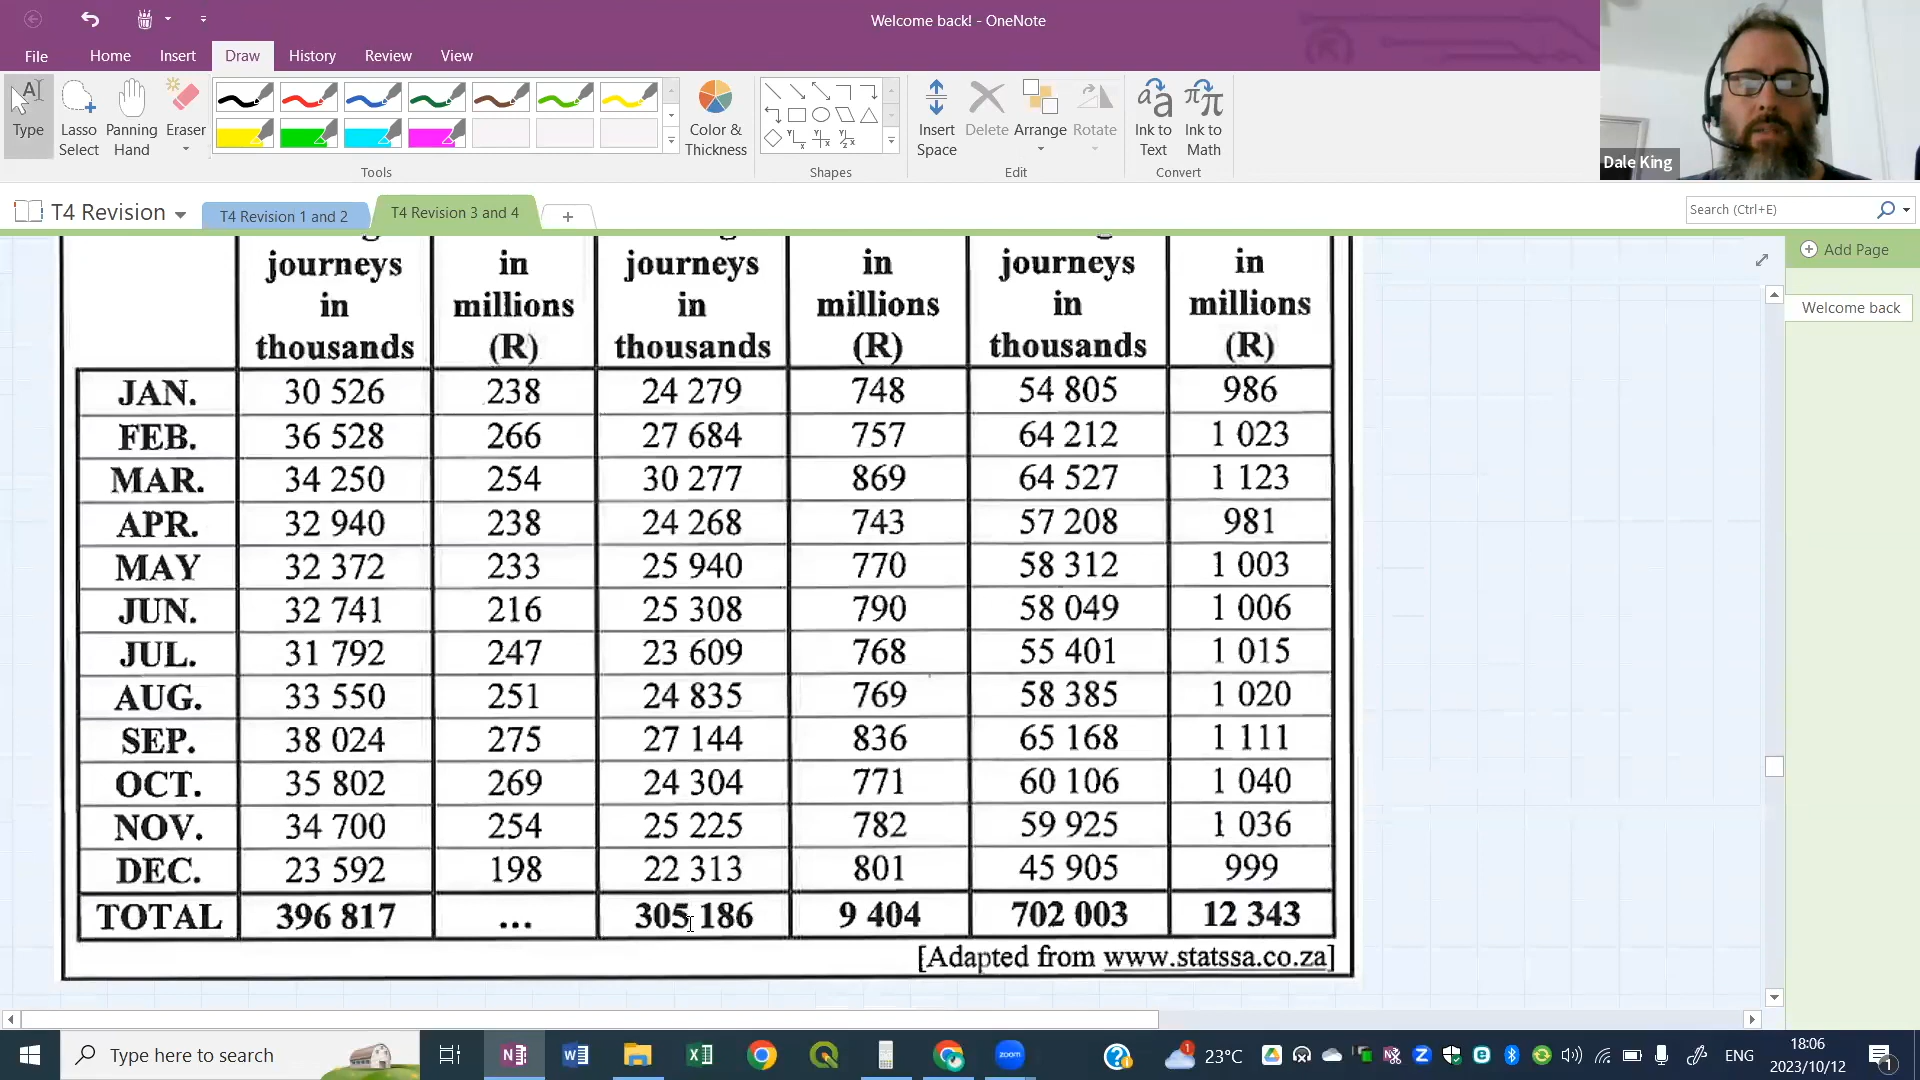 Welcome back! - OneNote
File Home Insert Draw History Review View
Type
Lasso Select
Panning Hand
Eraser
Color & Thickness
Insert Space
Delete
Arrange
Rotate
Ink to Text
Ink to Math
Tools
Shapes
Edit
Convert
Dale King
T4 Revision
T4 Revision 1 and 2
T4 Revision 3 and 4
Search (Ctrl+E)
Add Page
Welcome back
journeys in journeys in journeys in
in millions in millions in millions
thousands (R) thousands (R) thousands (R)
JAN. 30 526 238 24 279 748 54 805 986
FEB. 36 528 266 27 684 757 64 212 1 023
MAR. 34 250 254 30 277 869 64 527 1 123
APR. 32 940 238 24 268 743 57 208 981
MAY 32 372 233 25 940 770 58 312 1 003
JUN. 32 741 216 25 308 790 58 049 1 006
JUL. 31 792 247 23 609 768 55 401 1 015
AUG. 33 550 251 24 835 769 58 385 1 020
SEP. 38 024 275 27 144 836 65 168 1 111
OCT. 35 802 269 24 304 771 60 106 1 040
NOV. 34 700 254 25 225 782 59 925 1 036
DEC. 23 592 198 22 313 801 45 905 999
TOTAL 396 817 ... 305 186 9 404 702 003 12 343
[Adapted from www.statssa.co.za]
Type here to search
23°C
ENG
18:06
2023/10/12